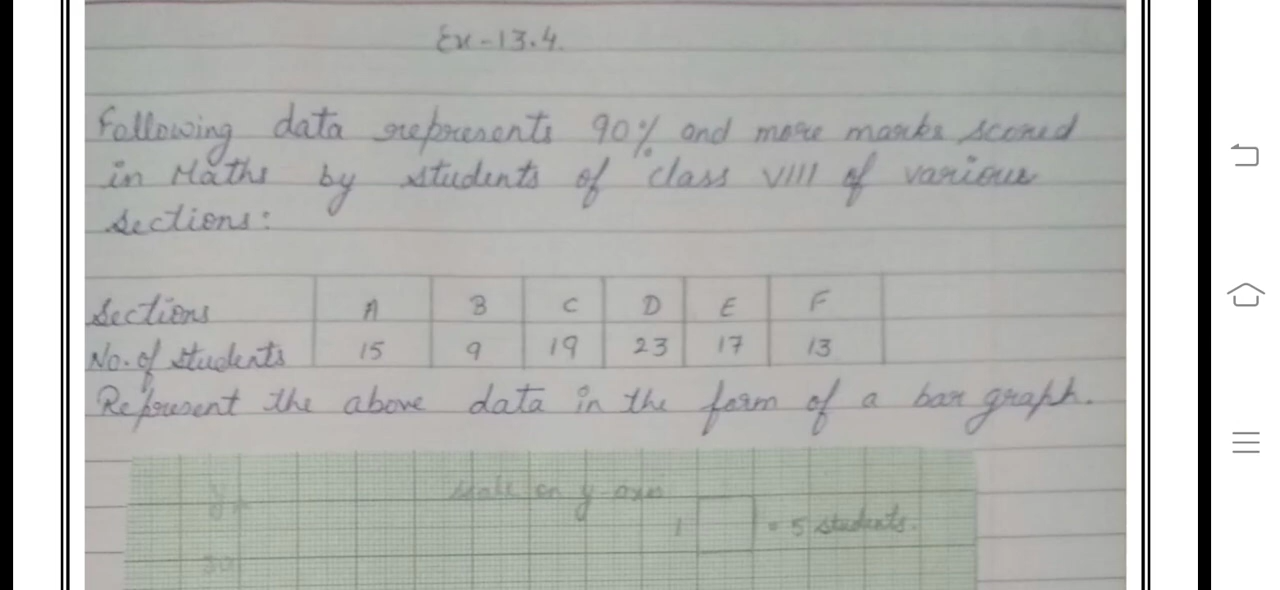 Ex-13.4.
Following data represents 90% and more marks scored
in Maths by students of class VIII of various
sections:
Sections A B C D E F
No. of students 15 9 19 23 17 13
Represent the above data in the form of a bar graph.
Scale on y-axis
y
1 = 5 students.
30